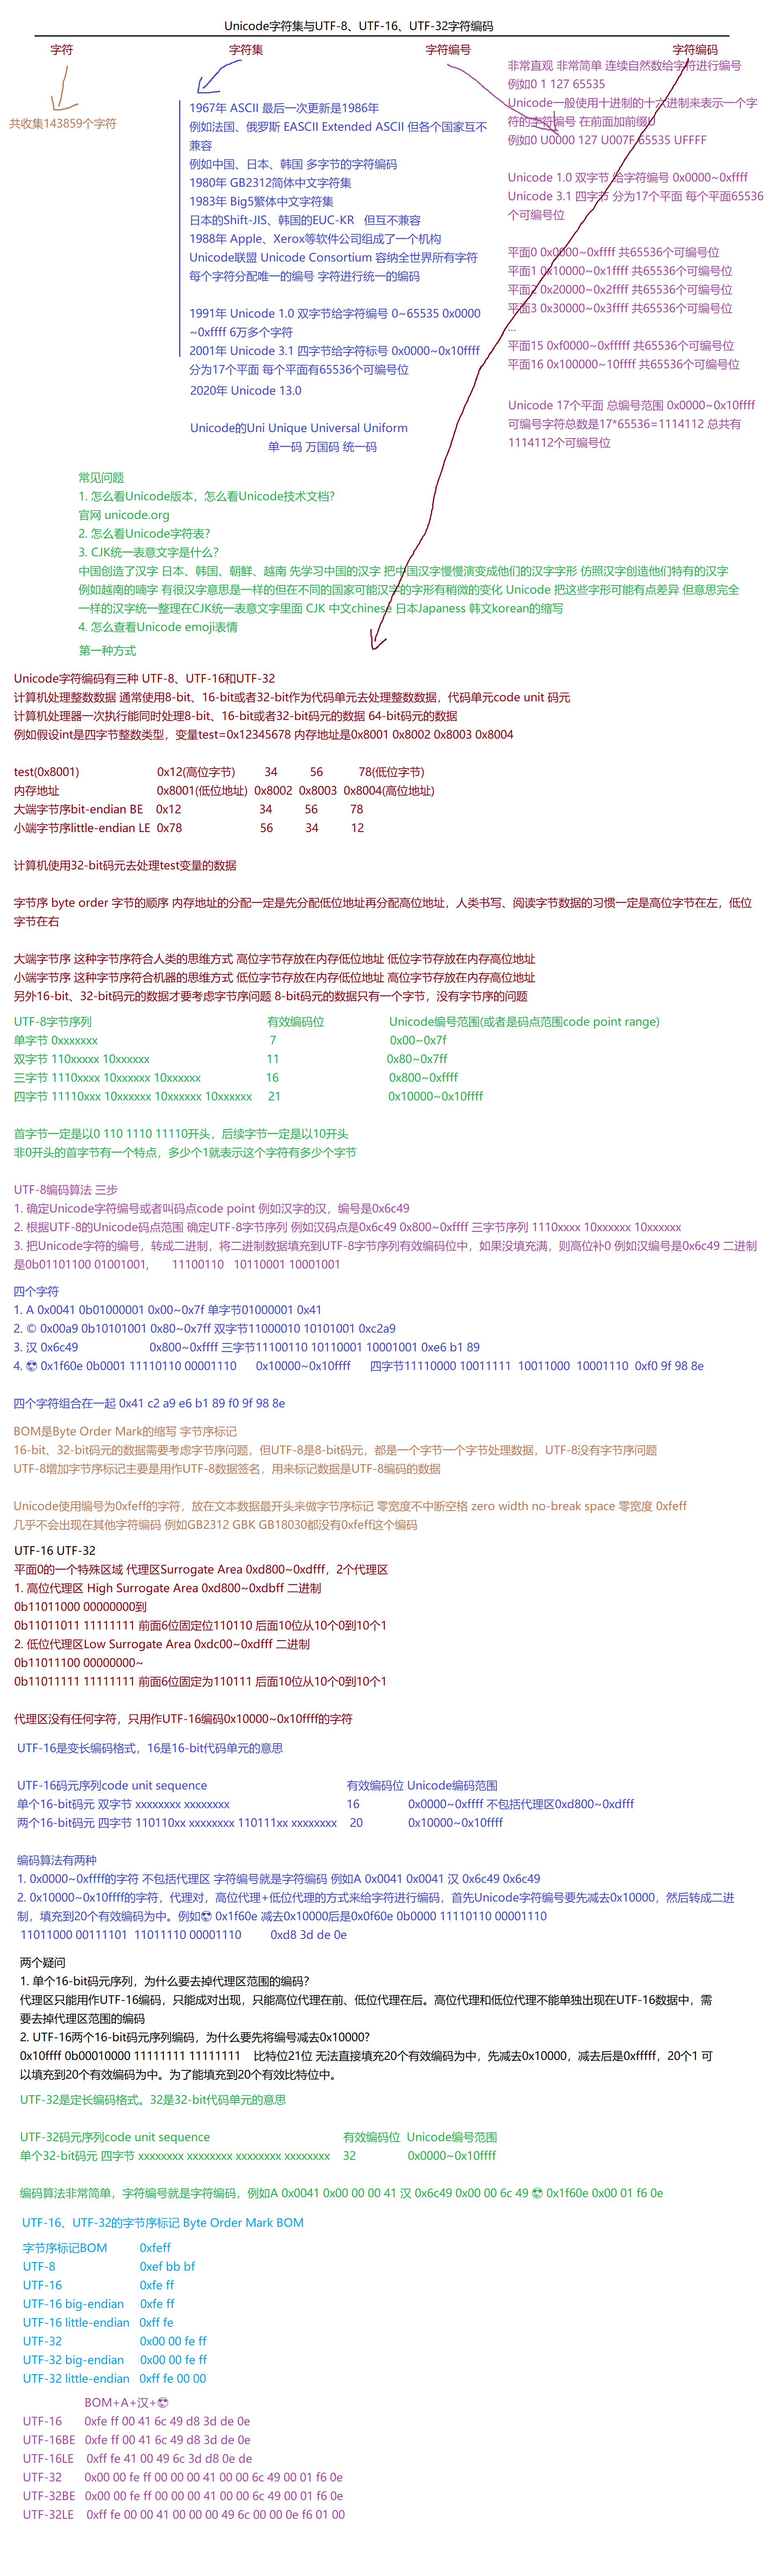 Unicode字符集与UTF-8、UTF-16、UTF-32字符编码
字符
字符集
字符编号
字符编码
共收集143859个字符
1967年 ASCII 最后一次更新是1986年
例如法国、俄罗斯 EASCII Extended ASCII 但各个国家互不
兼容
例如中国、日本、韩国 多字节的字符编码
1980年 GB2312简体中文字符集
1983年 Big5繁体中文字符集
日本的Shift-JIS、韩国的EUC-KR 但互不兼容
1988年 Apple、Xerox等软件公司组成了一个机构
Unicode联盟 Unicode Consortium 容纳全世界所有字符
每个字符分配唯一的编号 字符进行统一的编码
1991年 Unicode 1.0 双字节给字符编号 0~65535 0x0000
~0xffff 6万多个字符
2001年 Unicode 3.1 四字节给字符标号 0x0000~0x10ffff
分为17个平面 每个平面有65536个可编号位
2020年 Unicode 13.0
Unicode的Uni Unique Universal Uniform
单一码 万国码 统一码
非常直观 非常简单 连续自然数给字符进行编号
例如0 1 127 65535
Unicode一般使用十进制的十六进制来表示一个字
符的字符编号 在前面加前缀U
例如0 U0000 127 U007F 65535 UFFFF
Unicode 1.0 双字节 给字符编号 0x0000~0xffff
Unicode 3.1 四字节 分为17个平面 每个平面65536
个可编号位
平面0 0x0000~0xffff 共65536个可编号位
平面1 0x10000~0x1ffff 共65536个可编号位
平面2 0x20000~0x2ffff 共65536个可编号位
平面3 0x30000~0x3ffff 共65536个可编号位
...
平面15 0xf0000~0xfffff 共65536个可编号位
平面16 0x100000~10ffff 共65536个可编号位
Unicode 17个平面 总编号范围 0x0000~0x10ffff
可编号字符总数是17*65536=1114112 总共有
1114112个可编号位
常见问题
1. 怎么看Unicode版本，怎么看Unicode技术文档?
官网 unicode.org
2. 怎么看Unicode字符表?
3. CJK统一表意文字是什么?
中国创造了汉字 日本、韩国、朝鲜、越南 先学习中国的汉字 把中国汉字慢慢演变成他们的汉字字形 仿照汉字创造他们特有的汉字
例如越南的喃字 有很汉字意思是一样的但在不同的国家可能汉字的字形有稍微的变化 Unicode 把这些字形可能有点差异 但意思完全
一样的汉字统一整理在CJK统一表意文字里面 CJK 中文chinese 日本Japaness 韩文korean的缩写
4. 怎么查看Unicode emoji表情
第一种方式
Unicode字符编码有三种 UTF-8、UTF-16和UTF-32
计算机处理整数数据 通常使用8-bit、16-bit或者32-bit作为代码单元去处理整数数据，代码单元code unit 码元
计算机处理器一次执行能同时处理8-bit、16-bit或者32-bit码元的数据 64-bit码元的数据
例如假设int是四字节整数类型，变量test=0x12345678 内存地址是0x8001 0x8002 0x8003 0x8004
test(0x8001) 0x12(高位字节) 34 56 78(低位字节)
内存地址 0x8001(低位地址) 0x8002 0x8003 0x8004(高位地址)
大端字节序bit-endian BE 0x12 34 56 78
小端字节序little-endian LE 0x78 56 34 12
计算机使用32-bit码元去处理test变量的数据
字节序 byte order 字节的顺序 内存地址的分配一定是先分配低位地址再分配高位地址，人类书写、阅读字节数据的习惯一定是高位字节在左，低位
字节在右
大端字节序 这种字节序符合人类的思维方式 高位字节存放在内存低位地址 低位字节存放在内存高位地址
小端字节序 这种字节序符合机器的思维方式 低位字节存放在内存低位地址 高位字节存放在内存高位地址
另外16-bit、32-bit码元的数据才要考虑字节序问题 8-bit码元的数据只有一个字节，没有字节序的问题
UTF-8字节序列 有效编码位 Unicode编号范围(或者是码点范围code point range)
单字节 0xxxxxxx 7 0x00~0x7f
双字节 110xxxxx 10xxxxxx 11 0x80~0x7ff
三字节 1110xxxx 10xxxxxx 10xxxxxx 16 0x800~0xffff
四字节 11110xxx 10xxxxxx 10xxxxxx 10xxxxxx 21 0x10000~0x10ffff
首字节一定是以0 110 1110 11110开头，后续字节一定是以10开头
非0开头的首字节有一个特点，多少个1就表示这个字符有多少个字节
UTF-8编码算法 三步
1. 确定Unicode字符编号或者叫码点code point 例如汉字的汉，编号是0x6c49
2. 根据UTF-8的Unicode码点范围 确定UTF-8字节序列 例如汉码点是0x6c49 0x800~0xffff 三字节序列 1110xxxx 10xxxxxx 10xxxxxx
3. 把Unicode字符的编号，转成二进制，将二进制数据填充到UTF-8字节序列有效编码位中，如果没填充满，则高位补0 例如汉编号是0x6c49 二进制
是0b01101100 01001001, 11100110 10110001 10001001
四个字符
1. A 0x0041 0b01000001 0x00~0x7f 单字节01000001 0x41
2. © 0x00a9 0b10101001 0x80~0x7ff 双字节11000010 10101001 0xc2a9
3. 汉 0x6c49 0x800~0xffff 三字节11100110 10110001 10001001 0xe6 b1 89
4. 😎 0x1f60e 0b0001 11110110 00001110 0x10000~0x10ffff 四字节11110000 10011111 10011000 10001110 0xf0 9f 98 8e
四个字符组合在一起 0x41 c2 a9 e6 b1 89 f0 9f 98 8e
BOM是Byte Order Mark的缩写 字节序标记
16-bit、32-bit码元的数据需要考虑字节序问题，但UTF-8是8-bit码元，都是一个字节一个字节处理数据，UTF-8没有字节序问题
UTF-8增加字节序标记主要是用作UTF-8数据签名，用来标记数据是UTF-8编码的数据
Unicode使用编号为0xfeff的字符，放在文本数据最开头来做字节序标记 零宽度不中断空格 zero width no-break space 零宽度 0xfeff
几乎不会出现在其他字符编码 例如GB2312 GBK GB18030都没有0xfeff这个编码
UTF-16 UTF-32
平面0的一个特殊区域 代理区Surrogate Area 0xd800~0xdfff，2个代理区
1. 高位代理区 High Surrogate Area 0xd800~0xdbff 二进制
0b11011000 00000000到
0b11011011 11111111 前面6位固定位110110 后面10位从10个0到10个1
2. 低位代理区Low Surrogate Area 0xdc00~0xdfff 二进制
0b11011100 00000000~
0b11011111 11111111 前面6位固定为110111 后面10位从10个0到10个1
代理区没有任何字符，只用作UTF-16编码0x10000~0x10ffff的字符
UTF-16是变长编码格式，16是16-bit代码单元的意思
UTF-16码元序列code unit sequence 有效编码位 Unicode编码范围
单个16-bit码元 双字节 xxxxxxxx xxxxxxxx 16 0x0000~0xffff 不包括代理区0xd800~0xdfff
两个16-bit码元 四字节 110110xx xxxxxxxx 110111xx xxxxxxxx 20 0x10000~0x10ffff
编码算法有两种
1. 0x0000~0xffff的字符 不包括代理区 字符编号就是字符编码 例如A 0x0041 0x0041 汉 0x6c49 0x6c49
2. 0x10000~0x10ffff的字符，代理对，高位代理+低位代理的方式来给字符进行编码，首先Unicode字符编号要先减去0x10000，然后转成二进
制，填充到20个有效编码为中。例如😎 0x1f60e 减去0x10000后是0x0f60e 0b0000 11110110 00001110
11011000 00111101 11011110 00001110 0xd8 3d de 0e
两个疑问
1. 单个16-bit码元序列，为什么要去掉代理区范围的编码?
代理区只能用作UTF-16编码，只能成对出现，只能高位代理在前、低位代理在后。高位代理和低位代理不能单独出现在UTF-16数据中，需
要去掉代理区范围的编码
2. UTF-16两个16-bit码元序列编码，为什么要先将编号减去0x10000?
0x10ffff 0b00010000 11111111 11111111 比特位21位 无法直接填充20个有效编码为中，先减去0x10000，减去后是0xfffff，20个1 可
以填充到20个有效编码为中。为了能填充到20个有效比特位中。
UTF-32是定长编码格式。32是32-bit代码单元的意思
UTF-32码元序列code unit sequence 有效编码位 Unicode编号范围
单个32-bit码元 四字节 xxxxxxxx xxxxxxxx xxxxxxxx xxxxxxxx 32 0x0000~0x10ffff
编码算法非常简单，字符编号就是字符编码，例如A 0x0041 0x00 00 00 41 汉 0x6c49 0x00 00 6c 49 😎 0x1f60e 0x00 01 f6 0e
UTF-16、UTF-32的字节序标记 Byte Order Mark BOM
字节序标记BOM 0xfeff
UTF-8 0xef bb bf
UTF-16 0xfe ff
UTF-16 big-endian 0xfe ff
UTF-16 little-endian 0xff fe
UTF-32 0x00 00 fe ff
UTF-32 big-endian 0x00 00 fe ff
UTF-32 little-endian 0xff fe 00 00
BOM+A+汉+😎
UTF-16 0xfe ff 00 41 6c 49 d8 3d de 0e
UTF-16BE 0xfe ff 00 41 6c 49 d8 3d de 0e
UTF-16LE 0xff fe 41 00 49 6c 3d d8 0e de
UTF-32 0x00 00 fe ff 00 00 00 41 00 00 6c 49 00 01 f6 0e
UTF-32BE 0x00 00 fe ff 00 00 00 41 00 00 6c 49 00 01 f6 0e
UTF-32LE 0xff fe 00 00 41 00 00 00 49 6c 00 00 0e f6 01 00